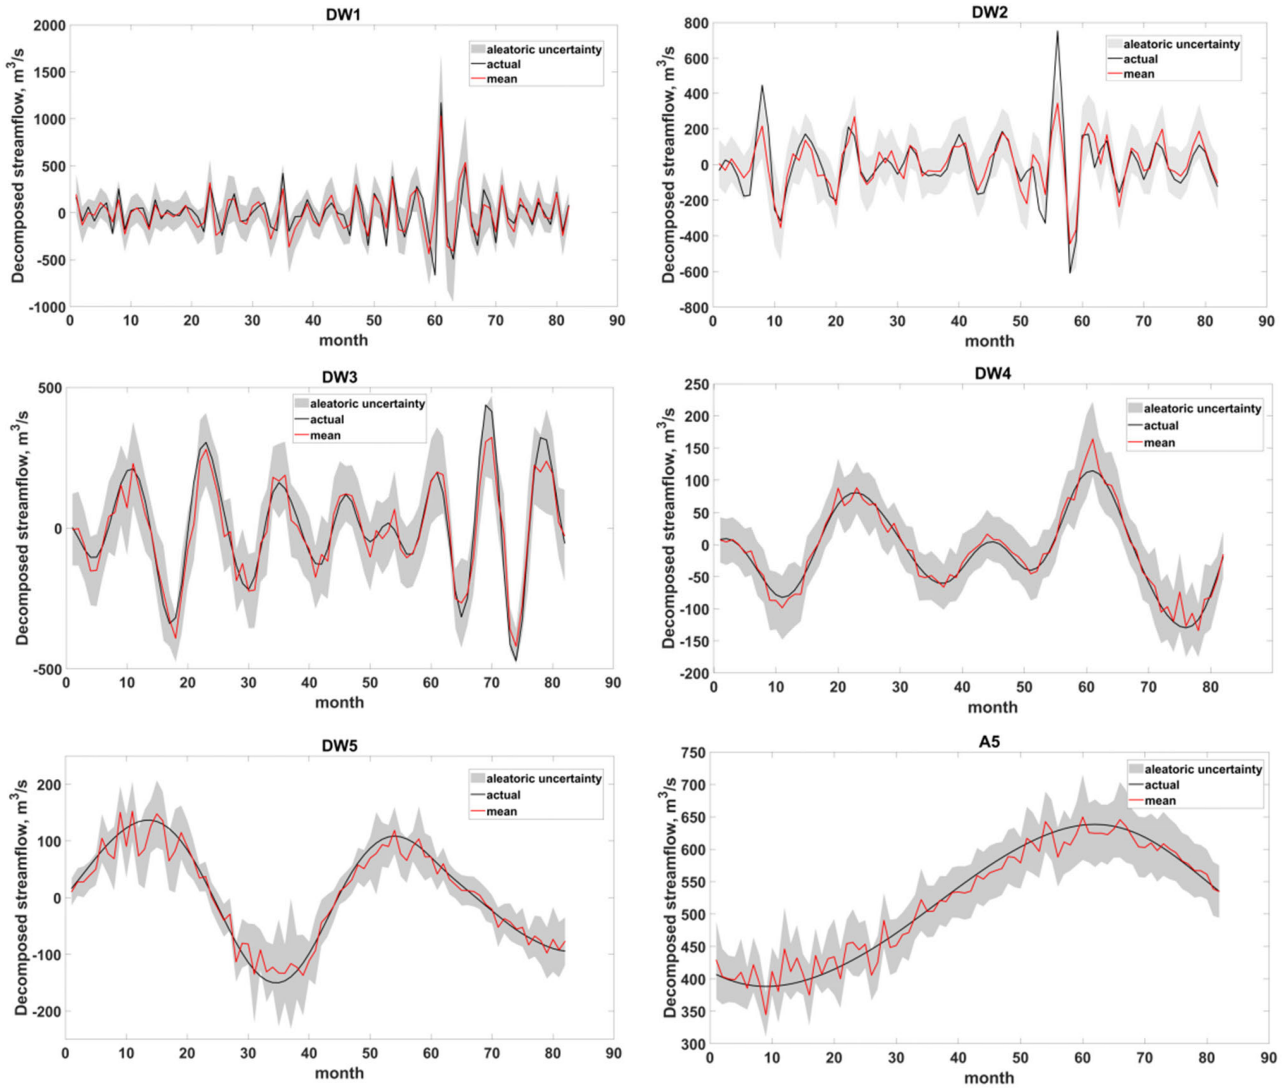 DW1
Decomposed streamflow, m³/s
2000
1500
1000
500
0
-500
-1000
0 10 20 30 40 50 60 70 80 90
month
aleatoric uncertainty
actual
mean
DW2
Decomposed streamflow, m³/s
800
600
400
200
0
-200
-400
-600
-800
0 10 20 30 40 50 60 70 80 90
month
aleatoric uncertainty
actual
mean
DW3
Decomposed streamflow, m³/s
500
0
-500
0 10 20 30 40 50 60 70 80 90
month
aleatoric uncertainty
actual
mean
DW4
Decomposed streamflow, m³/s
250
200
150
100
50
0
-50
-100
-150
-200
0 10 20 30 40 50 60 70 80
month
aleatoric uncertainty
actual
mean
DW5
Decomposed streamflow, m³/s
200
100
0
-100
-200
0 10 20 30 40 50 60 70 80 90
month
aleatoric uncertainty
actual
mean
A5
Decomposed streamflow, m³/s
750
700
650
600
550
500
450
400
350
300
0 10 20 30 40 50 60 70 80 90
month
aleatoric uncertainty
actual
mean